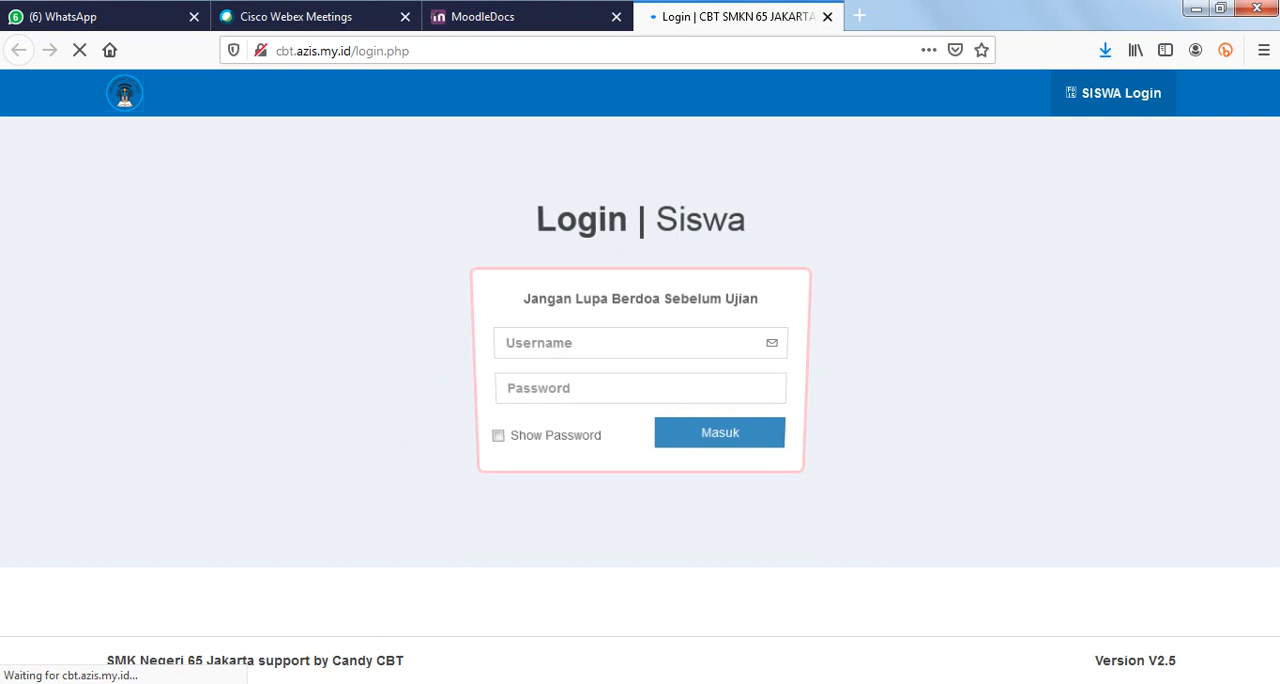 (6) WhatsApp
Cisco Webex Meetings
MoodleDocs
Login | CBT SMKN 65 JAKARTA
cbt.azis.my.id/login.php
SISWA Login
Login | Siswa
Jangan Lupa Berdoa Sebelum Ujian
Username
Password
Show Password
Masuk
SMK Negeri 65 Jakarta support by Candy CBT
Version V2.5
Waiting for cbt.azis.my.id...